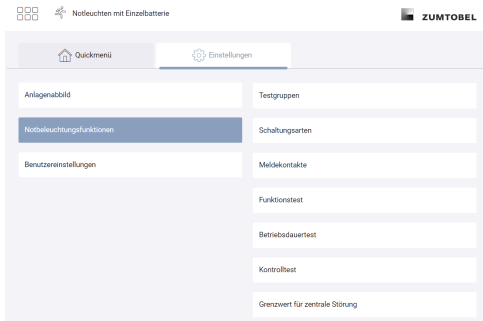 Notleuchten mit Einzelbatterie
ZUMTOBEL
Quickmenü
Einstellungen
Anlagenabbild
Notbeleuchtungsfunktionen
Benutzereinstellungen
Testgruppen
Schaltungsarten
Meldekontakte
Funktionstest
Betriebsdauertest
Kontrolltest
Grenzwert für zentrale Störung